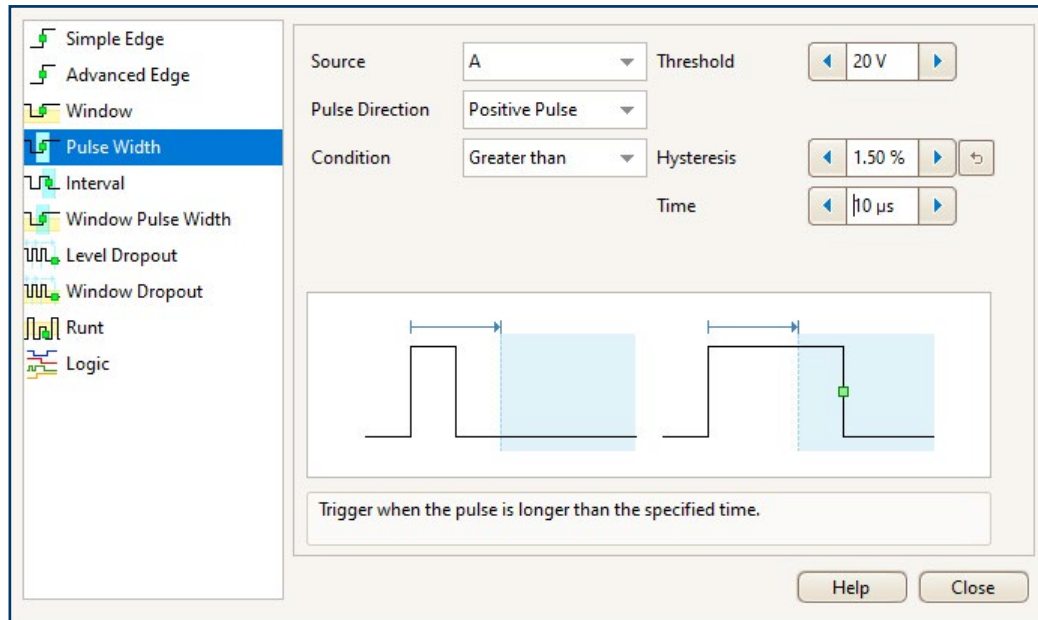 Simple Edge
Advanced Edge
Window
Pulse Width
Interval
Window Pulse Width
Level Dropout
Window Dropout
Runt
Logic
Source A Threshold 20 V
Pulse Direction Positive Pulse
Condition Greater than Hysteresis 1.50 %
Time 10 µs
Trigger when the pulse is longer than the specified time.
Help Close